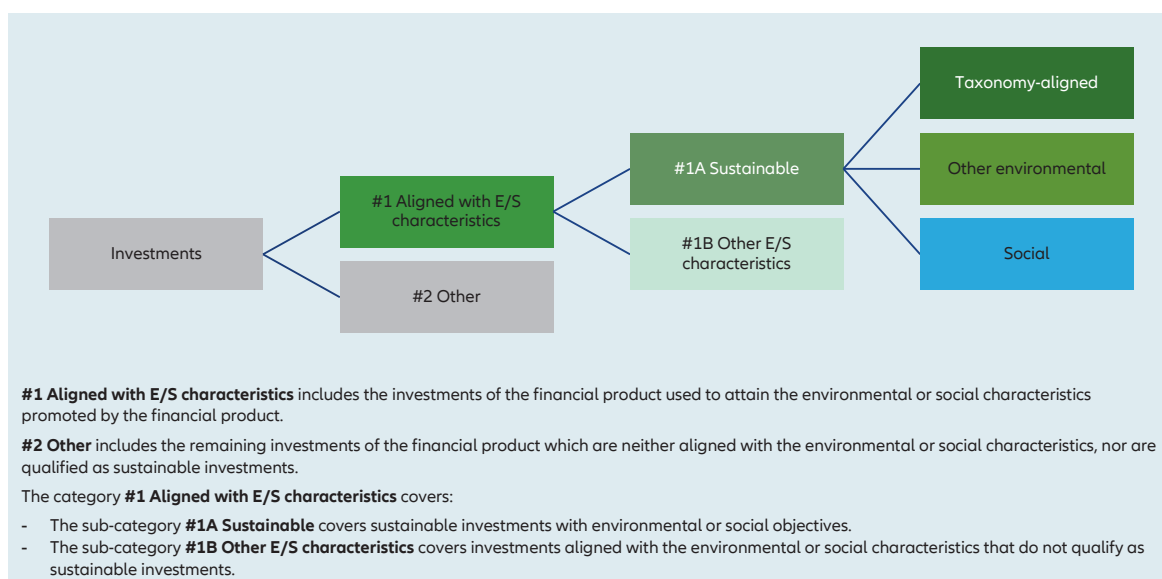 Taxonomy-aligned
#1A Sustainable
Other environmental
#1 Aligned with E/S
characteristics
#1B Other E/S
characteristics
Investments
Social
#2 Other
#1 Aligned with E/S characteristics includes the investments of the financial product used to attain the environmental or social characteristics
promoted by the financial product.
#2 Other includes the remaining investments of the financial product which are neither aligned with the environmental or social characteristics, nor are
qualified as sustainable investments.
The category #1 Aligned with E/S characteristics covers:
- The sub-category #1A Sustainable covers sustainable investments with environmental or social objectives.
- The sub-category #1B Other E/S characteristics covers investments aligned with the environmental or social characteristics that do not qualify as
sustainable investments.